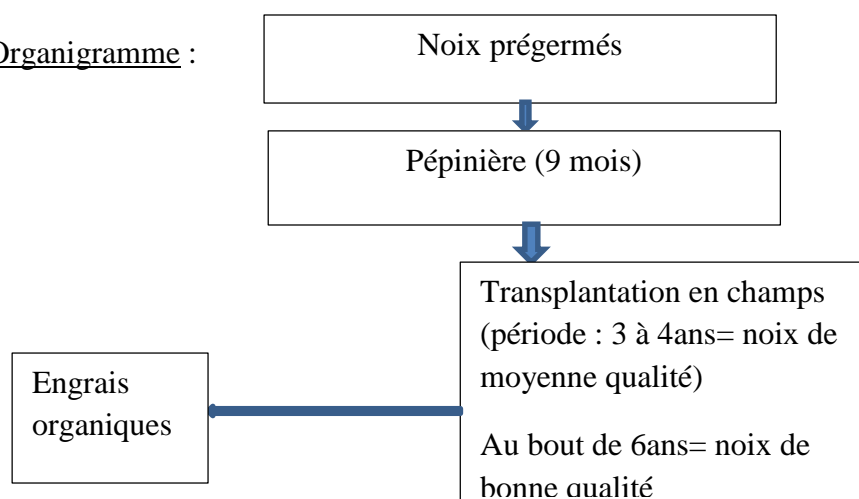 Organigramme :
Noix prégermés
Pépinière (9 mois)
Transplantation en champs
(période : 3 à 4ans= noix de
moyenne qualité)
Au bout de 6ans= noix de
bonne qualité
Engrais
organiques